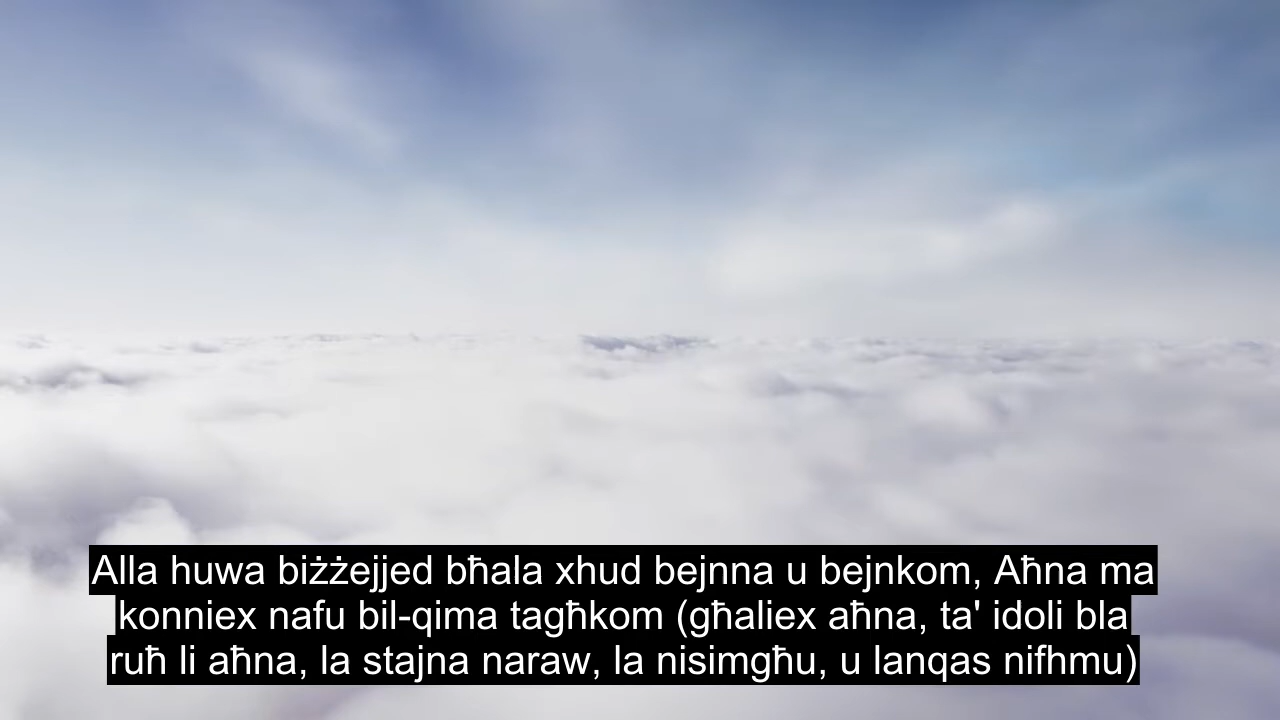 Alla huwa biżżejjed bħala xhud bejnna u bejnkom, Aħna ma
konniex nafu bil-qima tagħkom (għaliex aħna, ta' idoli bla
ruħ li aħna, la stajna naraw, la nisimgħu, u lanqas nifhmu)